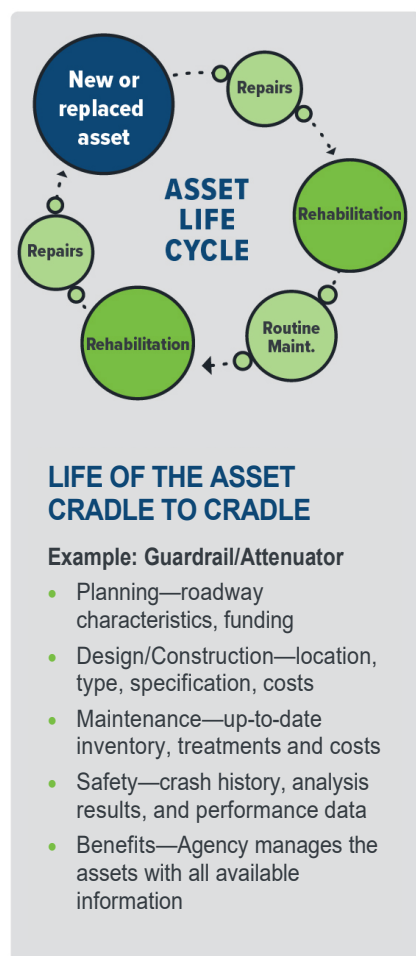 New or
replaced
asset
Repairs
Rehabilitation
Routine
Maint.
Rehabilitation
Repairs
ASSET
LIFE
CYCLE
LIFE OF THE ASSET
CRADLE TO CRADLE
Example: Guardrail/Attenuator
• Planning—roadway
characteristics, funding
• Design/Construction—location,
type, specification, costs
• Maintenance—up-to-date
inventory, treatments and costs
• Safety—crash history, analysis
results, and performance data
• Benefits—Agency manages the
assets with all available
information